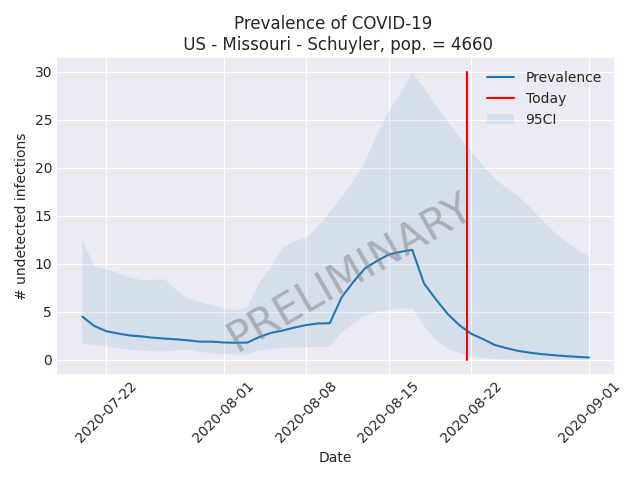 Prevalence of COVID-19
US - Missouri - Schuyler, pop. = 4660
30
25
20
15
10
5
0
# undetected infections
Prevalence
Today
95CI
PRELIMINARY
2020-07-22
2020-08-01
2020-08-08
2020-08-15
2020-08-22
2020-09-01
Date